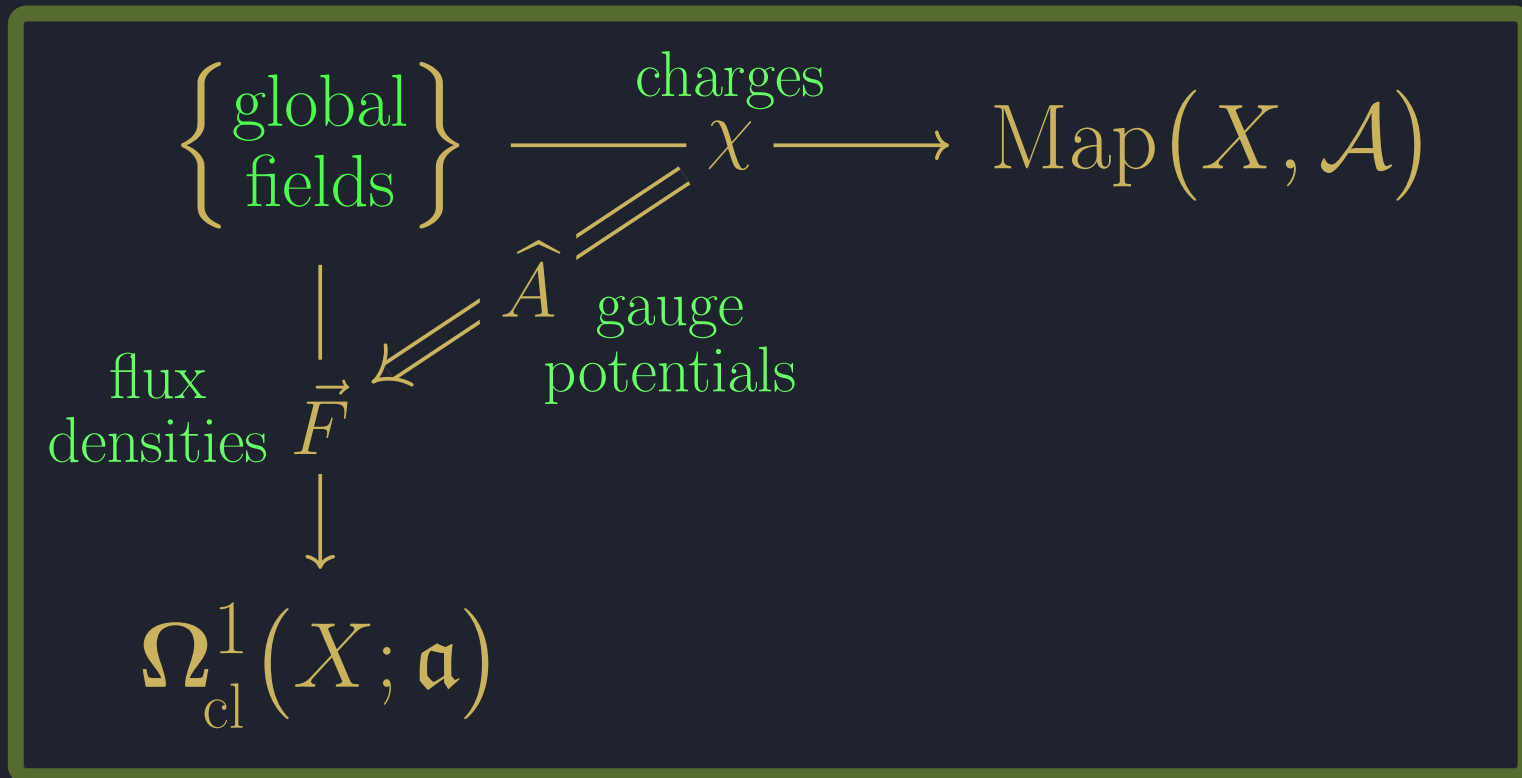 charges
{global fields} χ Map(X, 𝒜)
Â
gauge
potentials
flux
densities
F⃗
Ω¹_cl(X; 𝔞)